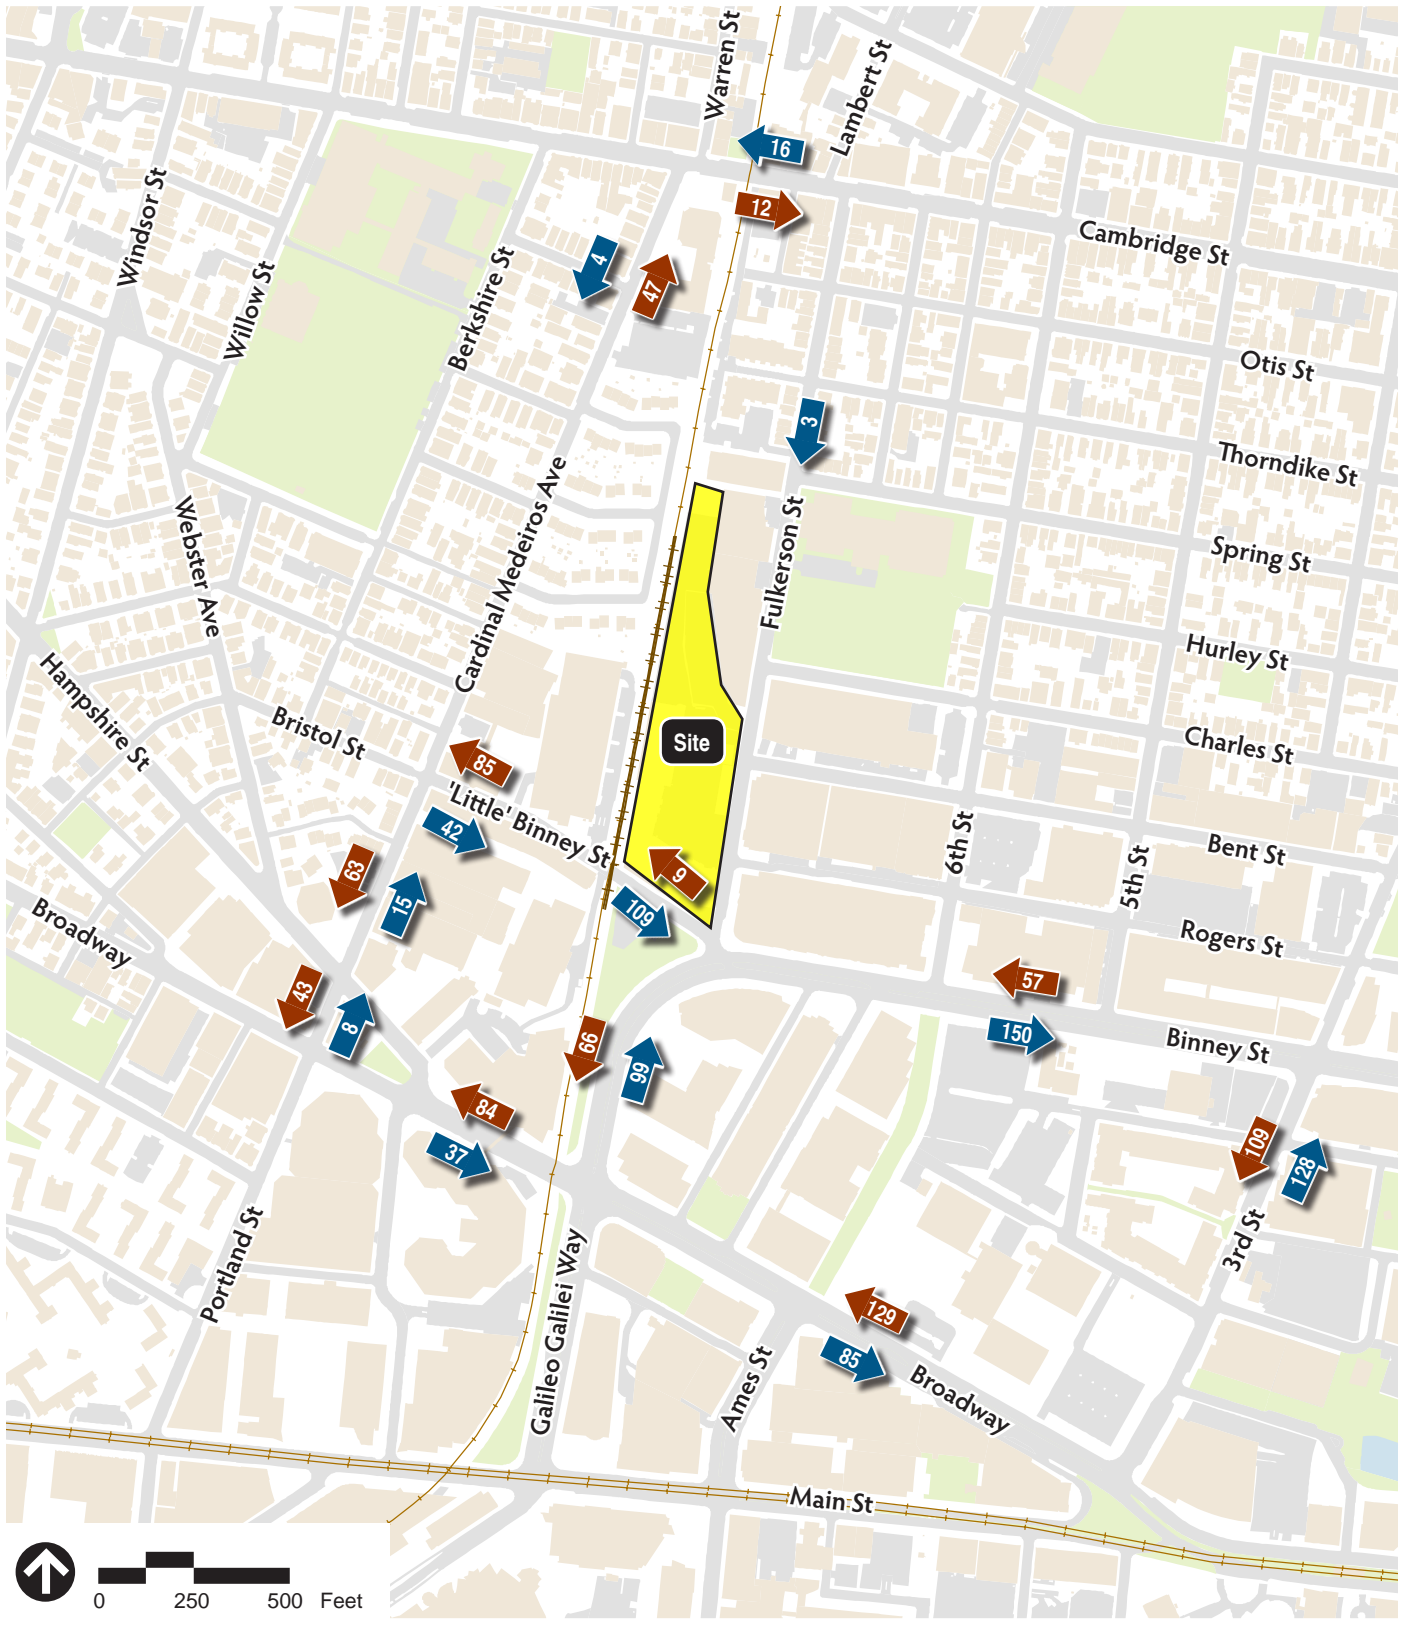 Warren St
Lambert St
16
Windsor St
12
Cambridge St
4
47
Willow St
Berkshire St
Otis St
3
Thorndike St
Cardinal Medeiros Ave
Webster Ave
Fulkerson St
Spring St
Hurley St
Hampshire St
Bristol St
Site
Charles St
85
'Little' Binney St
42
6th St
Bent St
5th St
63
15
9
109
Broadway
Rogers St
43
8
57
150
Binney St
66
99
84
37
109
128
3rd St
Portland St
Galileo Galilei Way
129
85
Ames St
Broadway
Main St
0 250 500 Feet